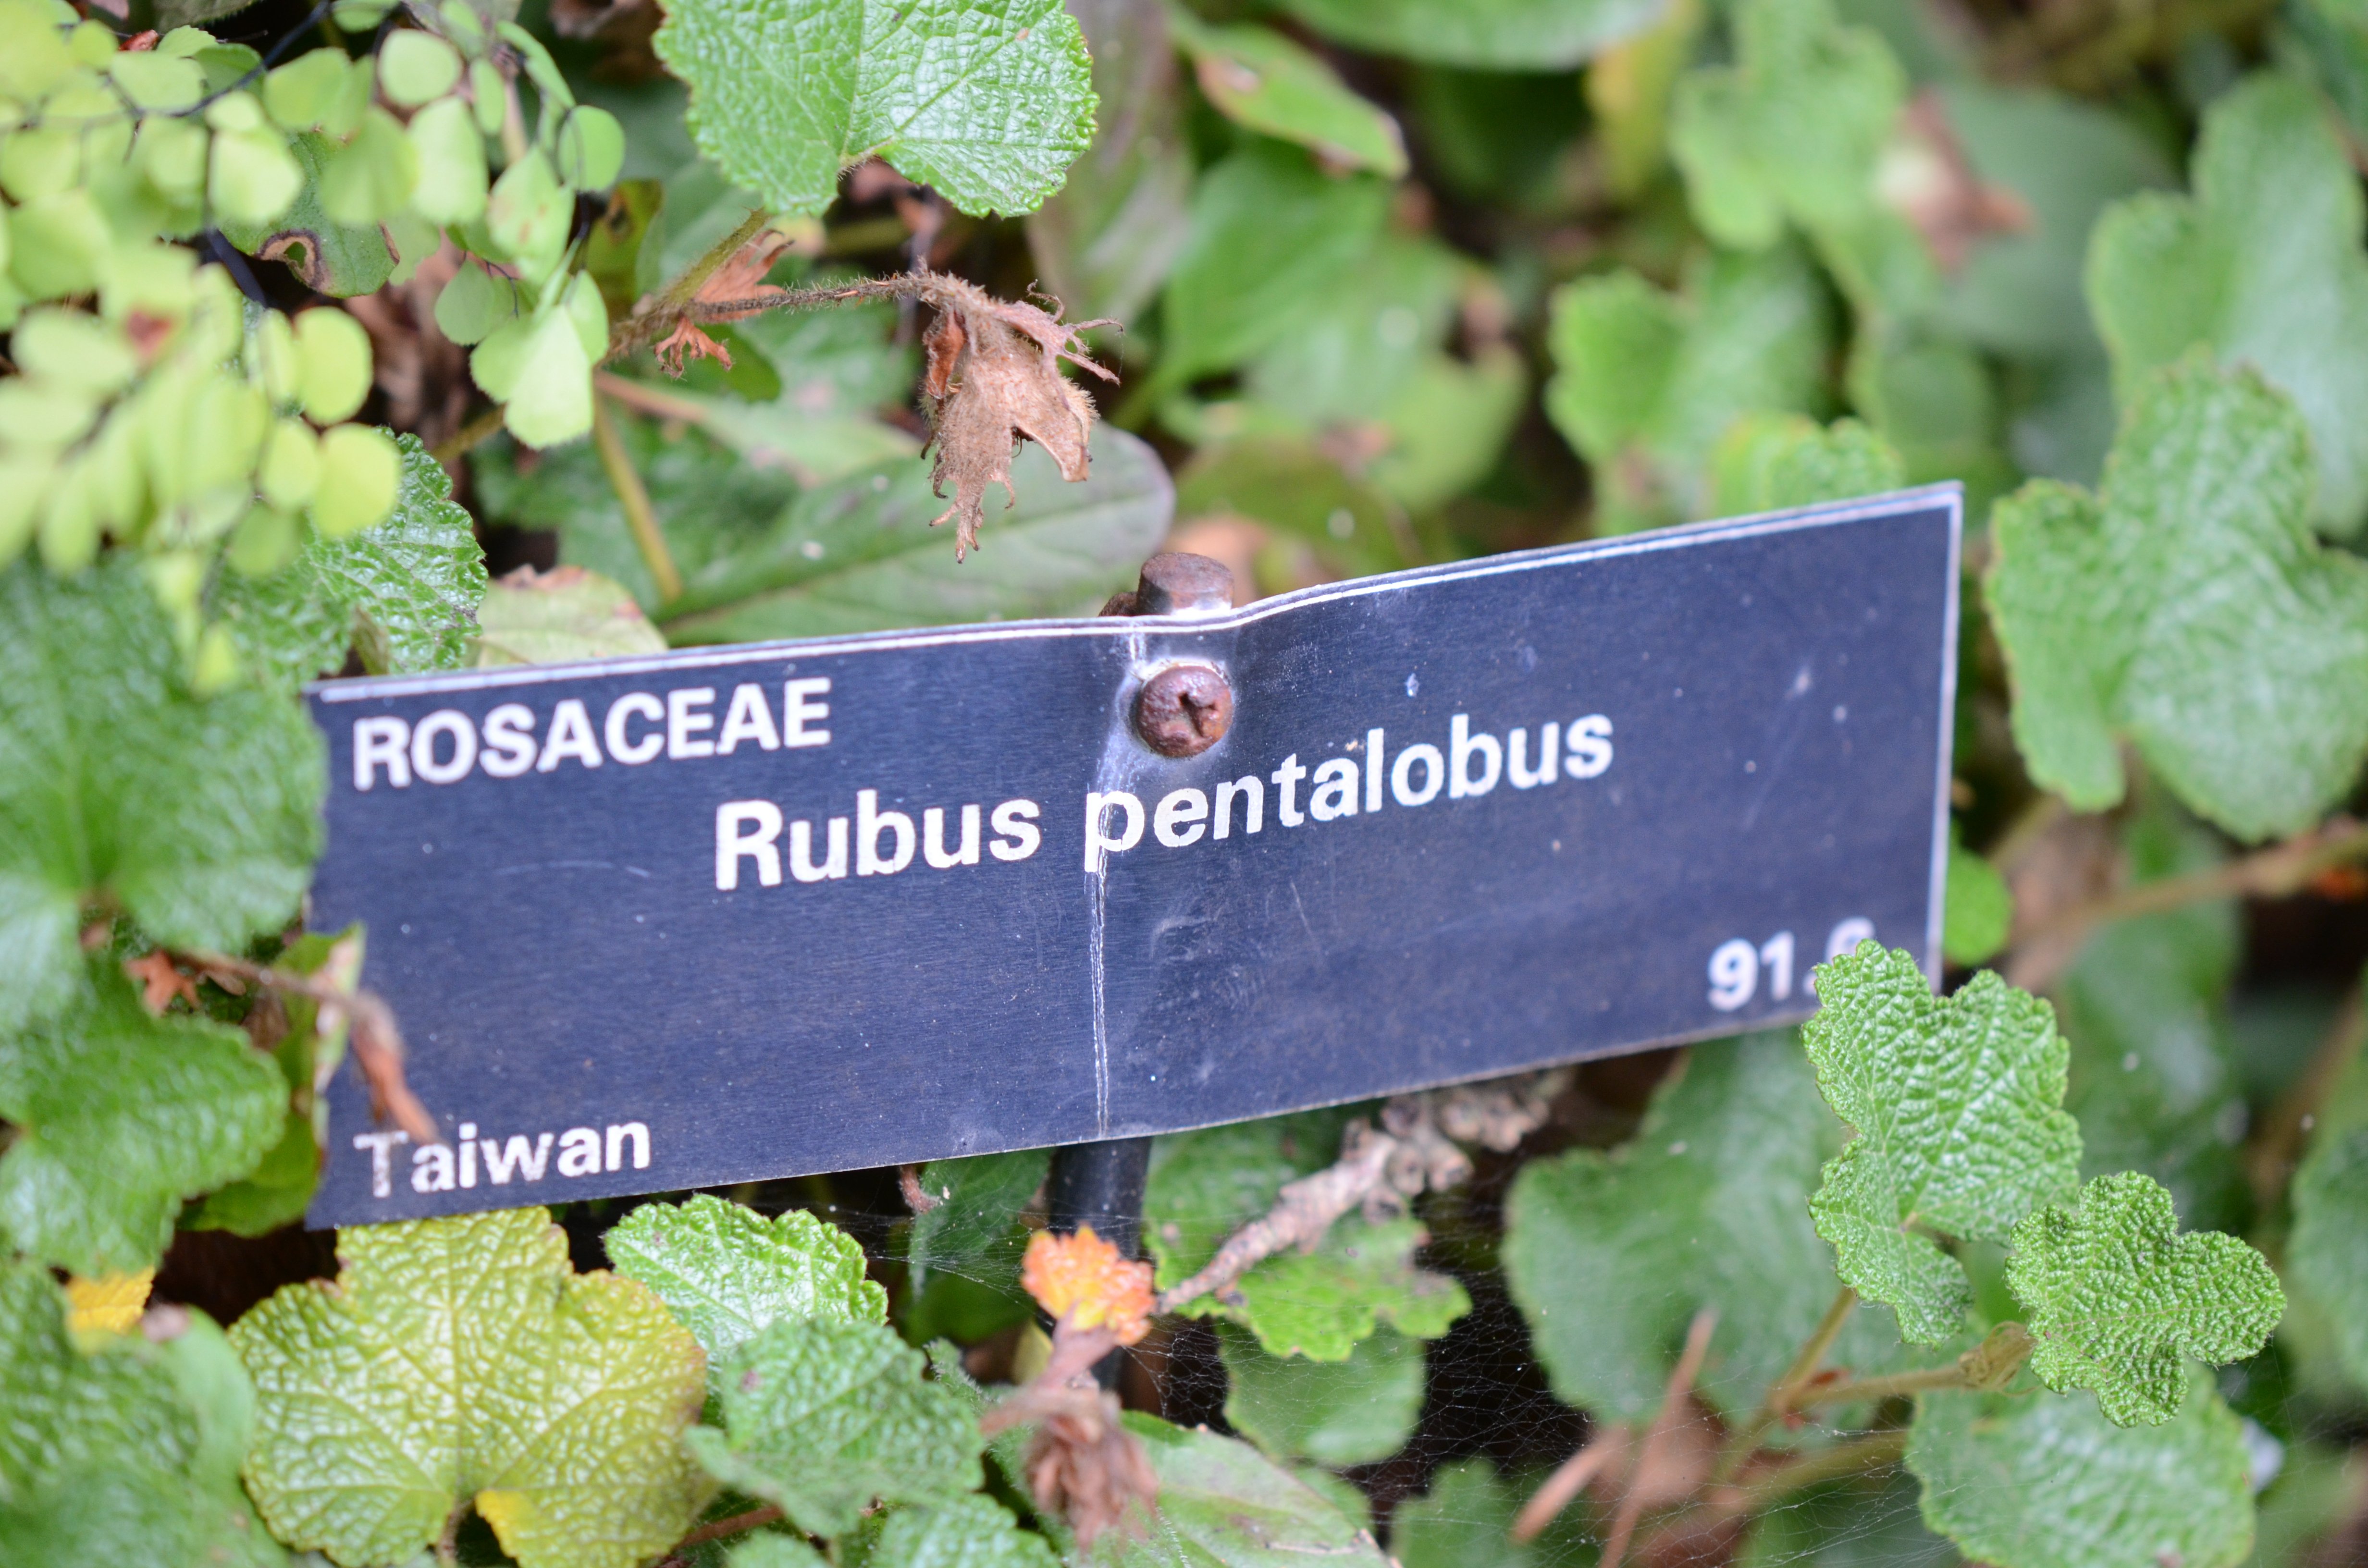 ROSACEAE
Rubus pentalobus
Taiwan